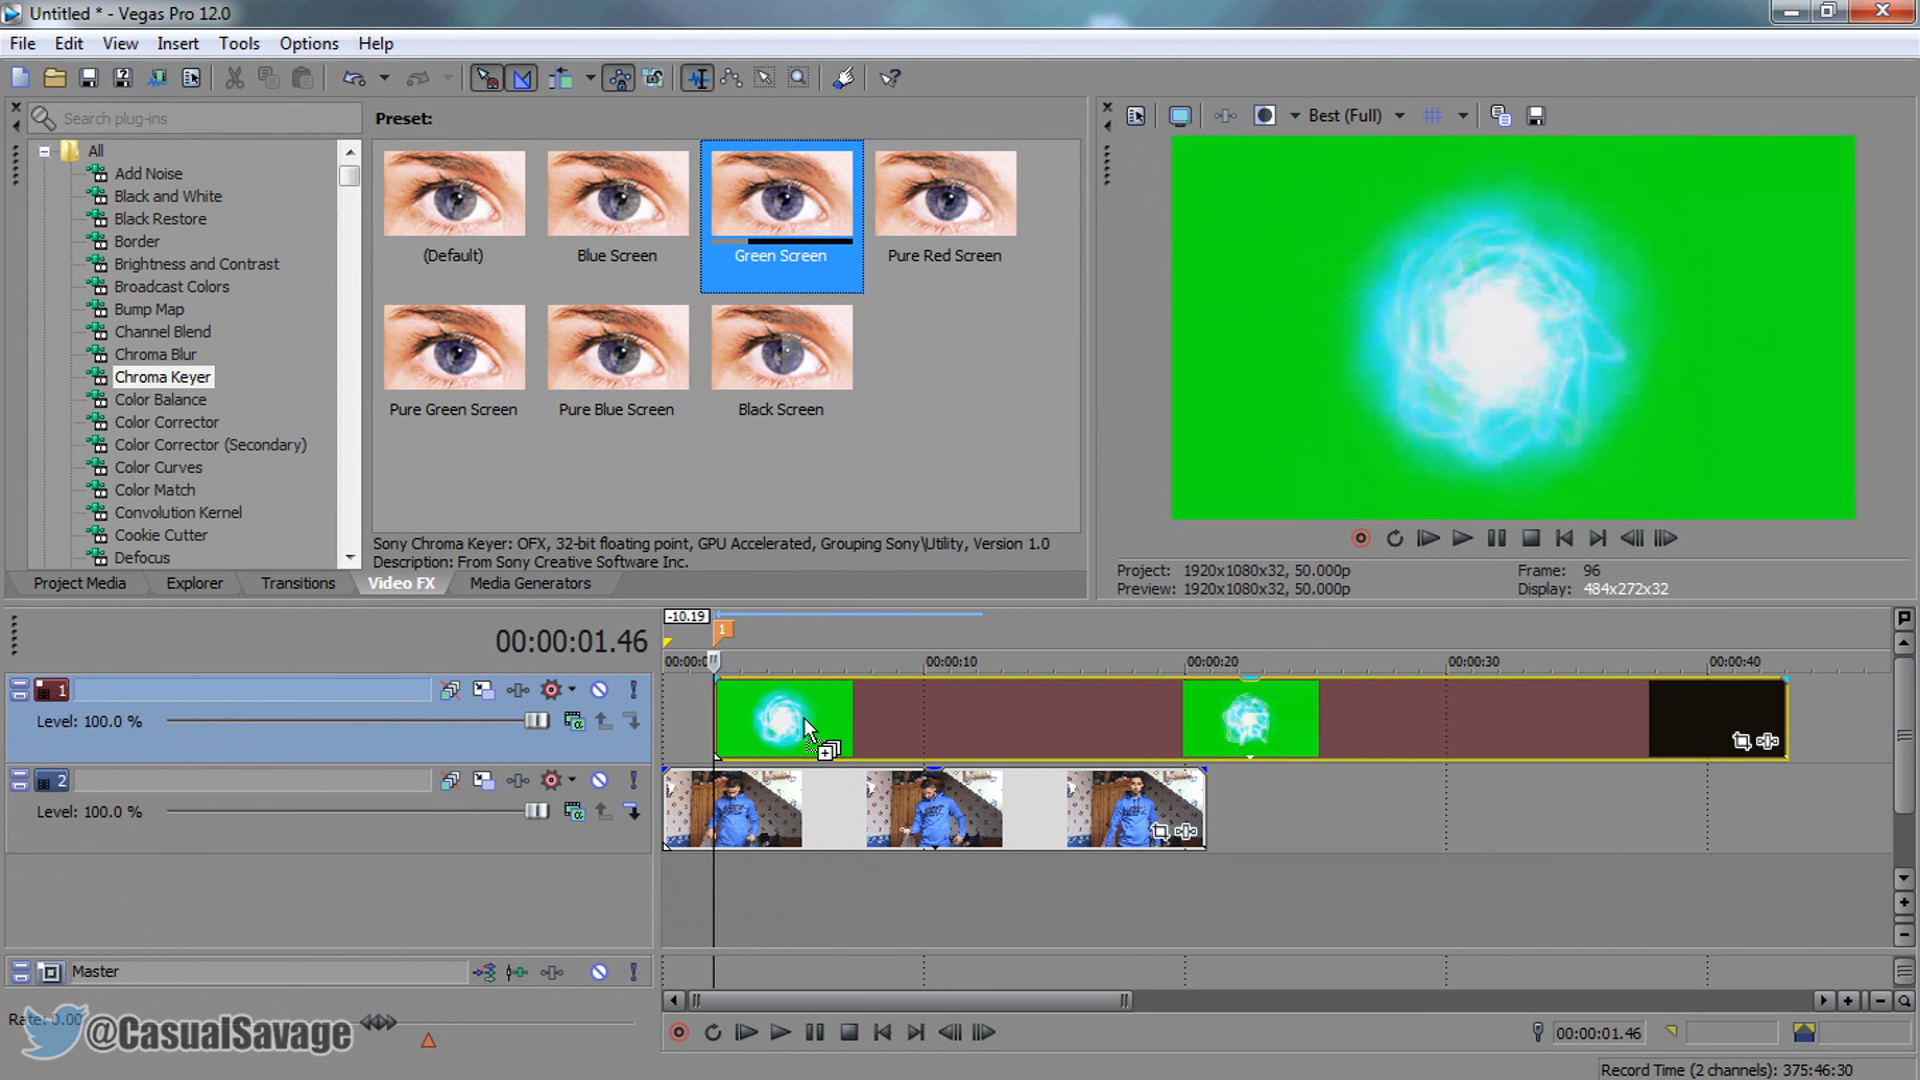 Untitled * - Vegas Pro 12.0
File Edit View Insert Tools Options Help
Search plug-ins
All
Add Noise
Black and White
Black Restore
Border
Brightness and Contrast
Broadcast Colors
Bump Map
Channel Blend
Chroma Blur
Chroma Keyer
Color Balance
Color Corrector
Color Corrector (Secondary)
Color Curves
Color Match
Convolution Kernel
Cookie Cutter
Defocus
Preset:
(Default) Blue Screen Green Screen Pure Red Screen
Pure Green Screen Pure Blue Screen Black Screen
Sony Chroma Keyer: OFX, 32-bit floating point, GPU Accelerated, Grouping Sony\Utility, Version 1.0
Description: From Sony Creative Software Inc.
Project Media Explorer Transitions Video FX Media Generators
Best (Full)
Project: 1920x1080x32, 50.000p Frame: 96
Preview: 1920x1080x32, 50.000p Display: 484x272x32
00:00:01.46
-10.19
1
00:00:0 00:00:10 00:00:20 00:00:30 00:00:40
1
Level: 100.0 %
2
Level: 100.0 %
Master
Rate: 0.00
@CasualSavage
00:00:01.46
Record Time (2 channels): 375:46:30